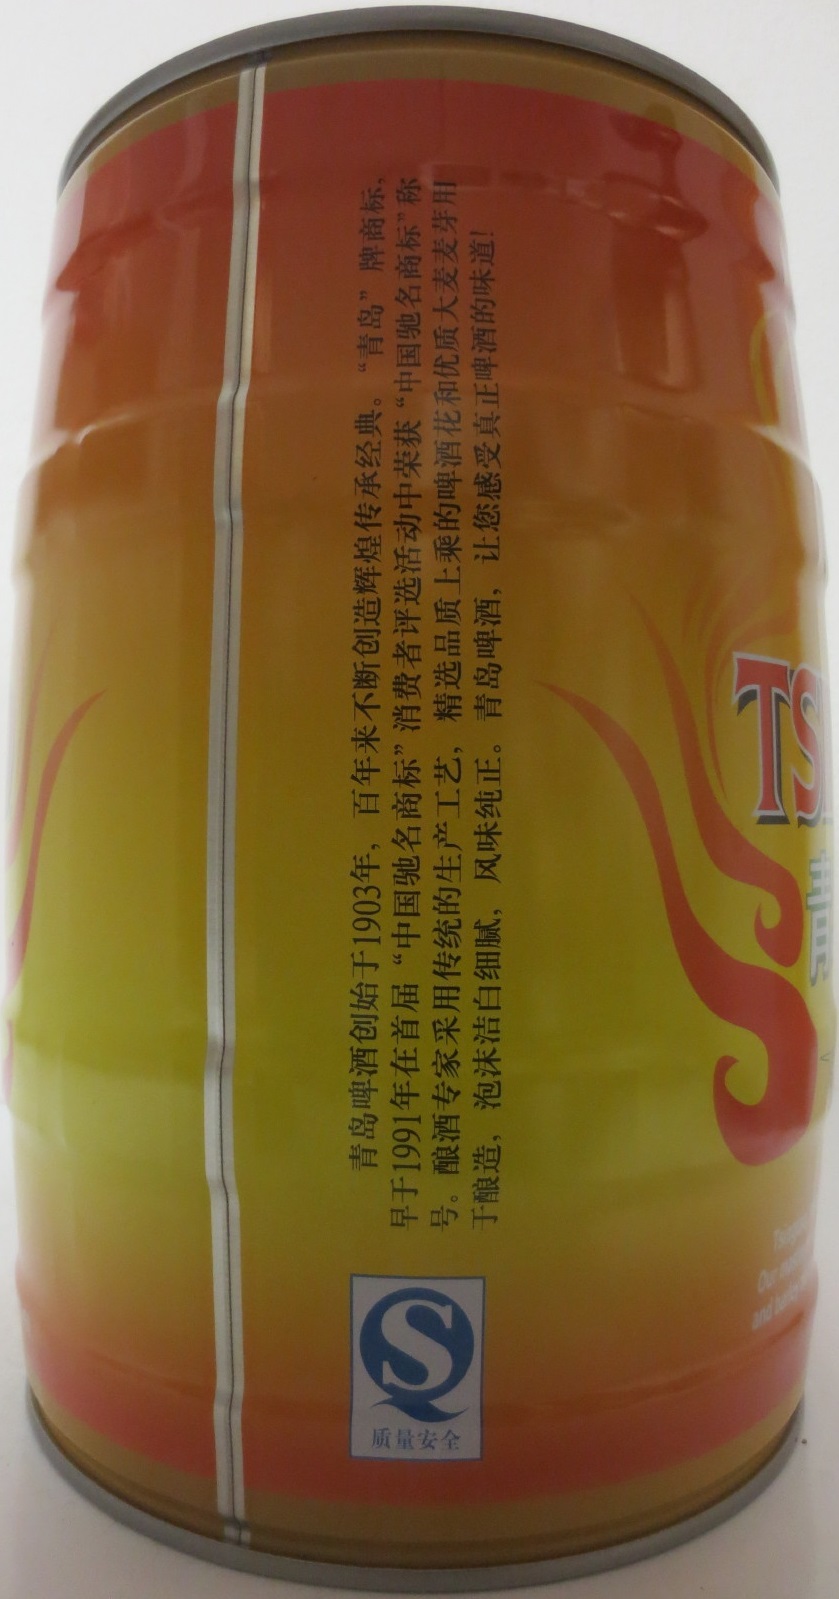 青岛啤酒创始于1903年，百年来不断创造辉煌传承经典。“青岛”牌商标，
早于1991年在首届“中国驰名商标”消费者评选活动中荣获“中国驰名商标”称
号。酿酒专家采用传统的生产工艺，精选品质上乘的啤酒花和优质大麦麦芽用
于酿造，泡沫洁白细腻，风味纯正。青岛啤酒，让您感受真正啤酒的味道！
质量安全
TS
啤
Our
and